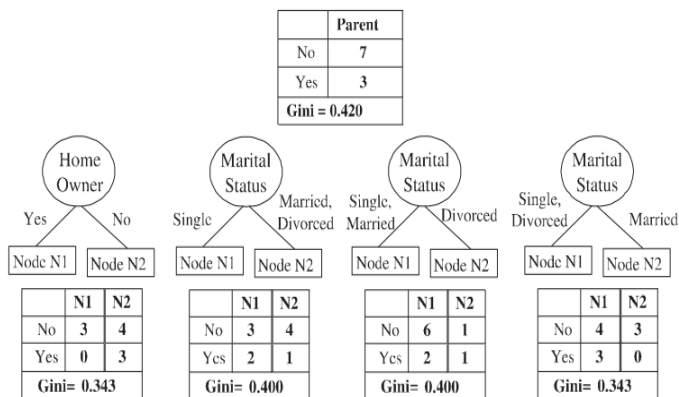 Parent
No 7
Yes 3
Gini = 0.420
Home
Owner
Yes No
Node N1 Node N2
N1 N2
No 3 4
Yes 0 3
Gini= 0.343
Marital
Status
Single
Married,
Divorced
Node N1 Node N2
N1 N2
No 3 4
Yes 2 1
Gini= 0.400
Marital
Status
Single,
Married
Divorced
Node N1 Node N2
N1 N2
No 6 1
Yes 2 1
Gini= 0.400
Marital
Status
Single,
Divorced
Married
Node N1 Node N2
N1 N2
No 4 3
Yes 3 0
Gini= 0.343